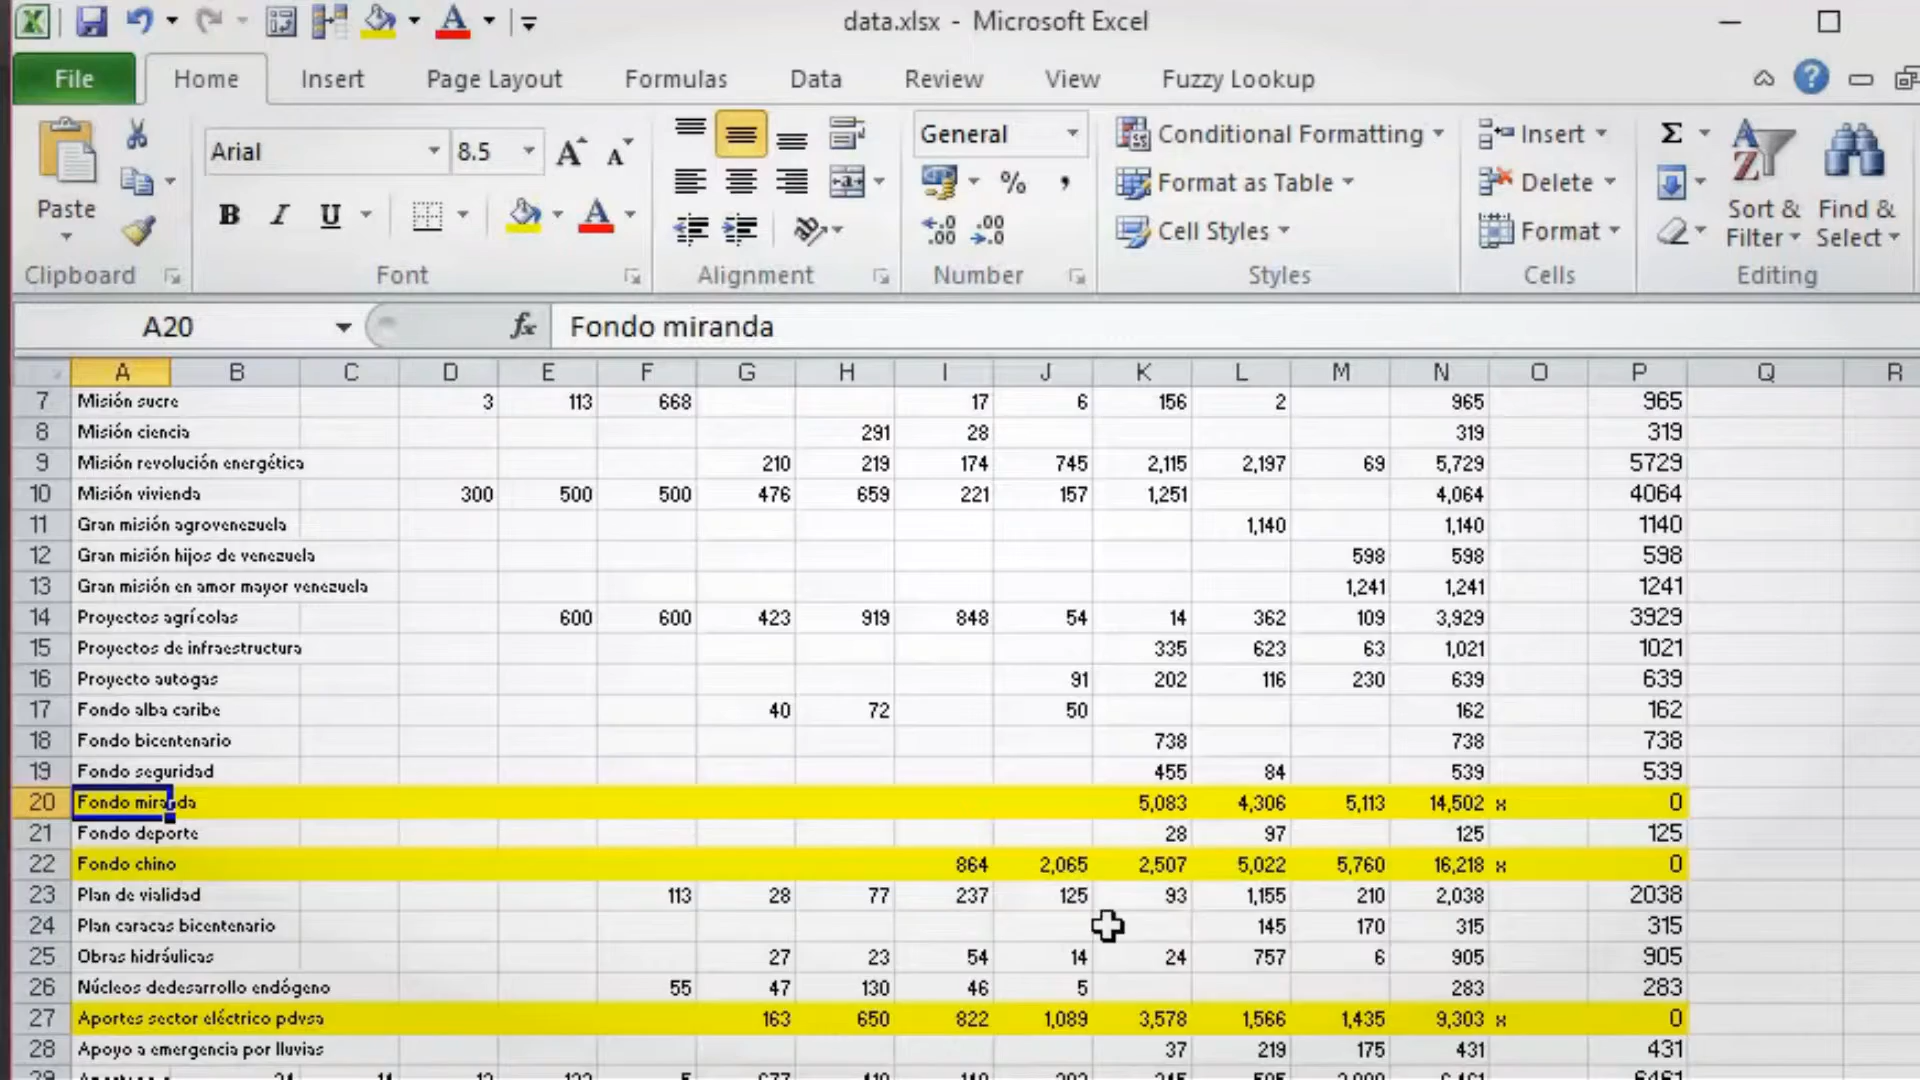 data.xlsx - Microsoft Excel
File Home Insert Page Layout Formulas Data Review View Fuzzy Lookup
Arial 8.5 General Conditional Formatting Insert
Paste Format as Table Delete
B I U Cell Styles Format
Sort & Filter Find & Select
Clipboard Font Alignment Number Styles Cells Editing
A20 fx Fondo miranda
A B C D E F G H I J K L M N O P Q R
7 Misión sucre 3 113 668 17 6 156 2 965 965
8 Misión ciencia 291 28 319 319
9 Misión revolución energética 210 219 174 745 2,115 2,197 69 5,729 5729
10 Misión vivienda 300 500 500 476 659 221 157 1,251 4,064 4064
11 Gran misión agrovenezuela 1,140 1,140 1140
12 Gran misión hijos de venezuela 598 598 598
13 Gran misión en amor mayor venezuela 1,241 1,241 1241
14 Proyectos agrícolas 600 600 423 919 848 54 14 362 109 3,929 3929
15 Proyectos de infraestructura 335 623 63 1,021 1021
16 Proyecto autogas 91 202 116 230 639 639
17 Fondo alba caribe 40 72 50 162 162
18 Fondo bicentenario 738 738 738
19 Fondo seguridad 455 84 539 539
20 Fondo miranda 5,083 4,306 5,113 14,502 x 0
21 Fondo deporte 28 97 125 125
22 Fondo chino 864 2,065 2,507 5,022 5,760 16,218 x 0
23 Plan de vialidad 113 28 77 237 125 93 1,155 210 2,038 2038
24 Plan caracas bicentenario 145 170 315 315
25 Obras hidráulicas 27 23 54 14 24 757 6 905 905
26 Núcleos dedesarrollo endógeno 55 47 130 46 5 283 283
27 Aportes sector eléctrico pdvsa 163 650 822 1,089 3,578 1,566 1,435 9,303 x 0
28 Apoyo a emergencia por lluvias 37 219 175 431 431